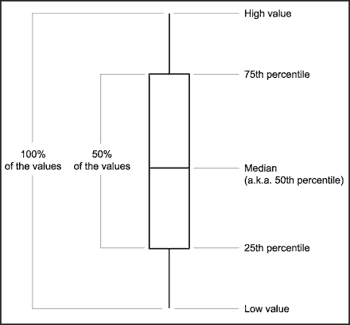 High value
75th percentile
100%
of the values
50%
of the values
Median
(a.k.a. 50th percentile)
25th percentile
Low value